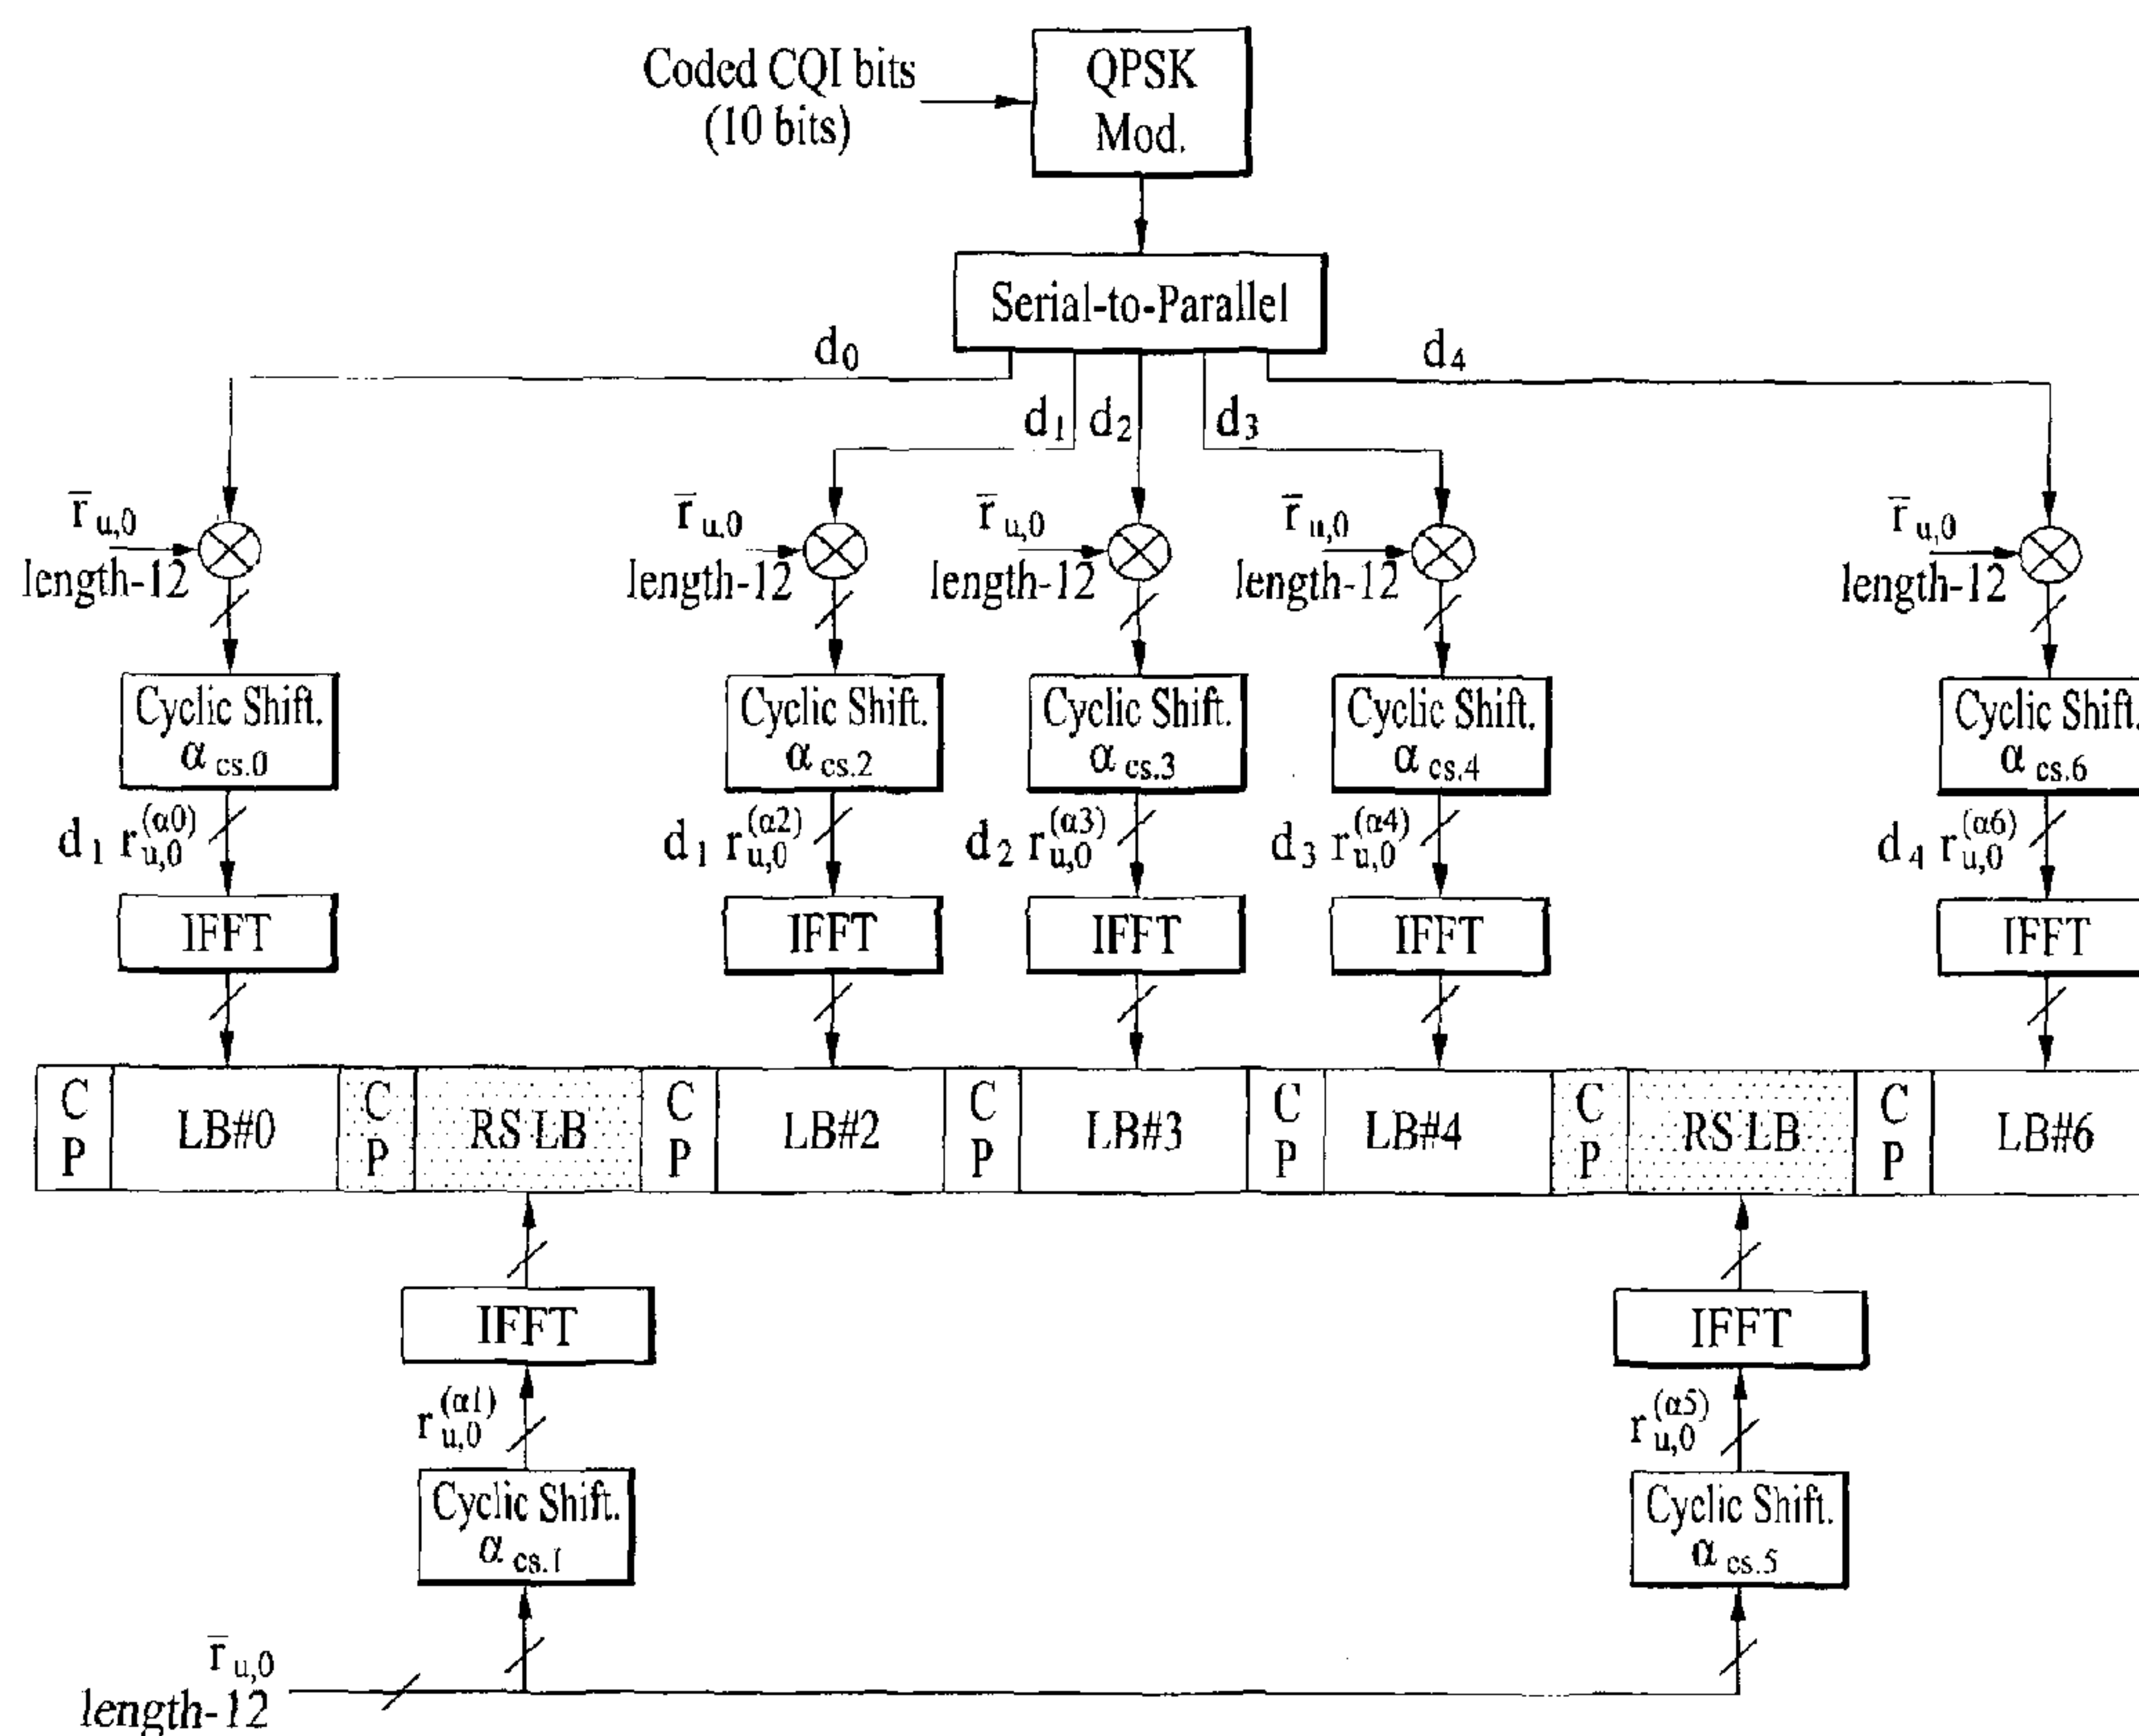 Coded CQI bits
(10 bits)
QPSK
Mod.
Serial-to-Parallel
d0
d4
d1 d2 d3
r̅u,0
length-12
r̅u,0
length-12
r̅u,0
length-12
r̅u,0
length-12
r̅u,0
length-12
Cyclic Shift.
αcs.0
Cyclic Shift.
αcs.2
Cyclic Shift.
αcs.3
Cyclic Shift.
αcs.4
Cyclic Shift.
αcs.6
d1 r(α0)u,0
d1 r(α2)u,0
d2 r(α3)u,0
d3 r(α4)u,0
d4 r(α6)u,0
IFFT
IFFT
IFFT
IFFT
IFFT
CP
LB#0
CP
RS LB
CP
LB#2
CP
LB#3
CP
LB#4
CP
RS LB
CP
LB#6
IFFT
IFFT
r(α1)u,0
r(α5)u,0
Cyclic Shift.
αcs.1
Cyclic Shift.
αcs.5
r̅u,0
length-12